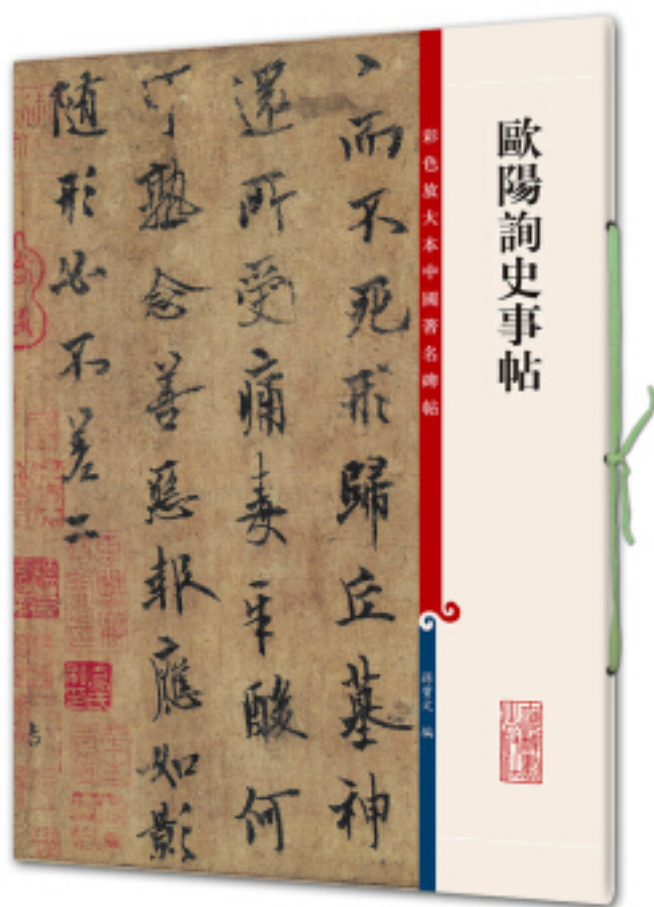 歐陽詢史事帖
彩色放大本中國著名碑帖
孫寶文 編
而不死形歸丘墓神
還所受痛毒辛酸何
可熟念善惡報應如影
隨形必不差二